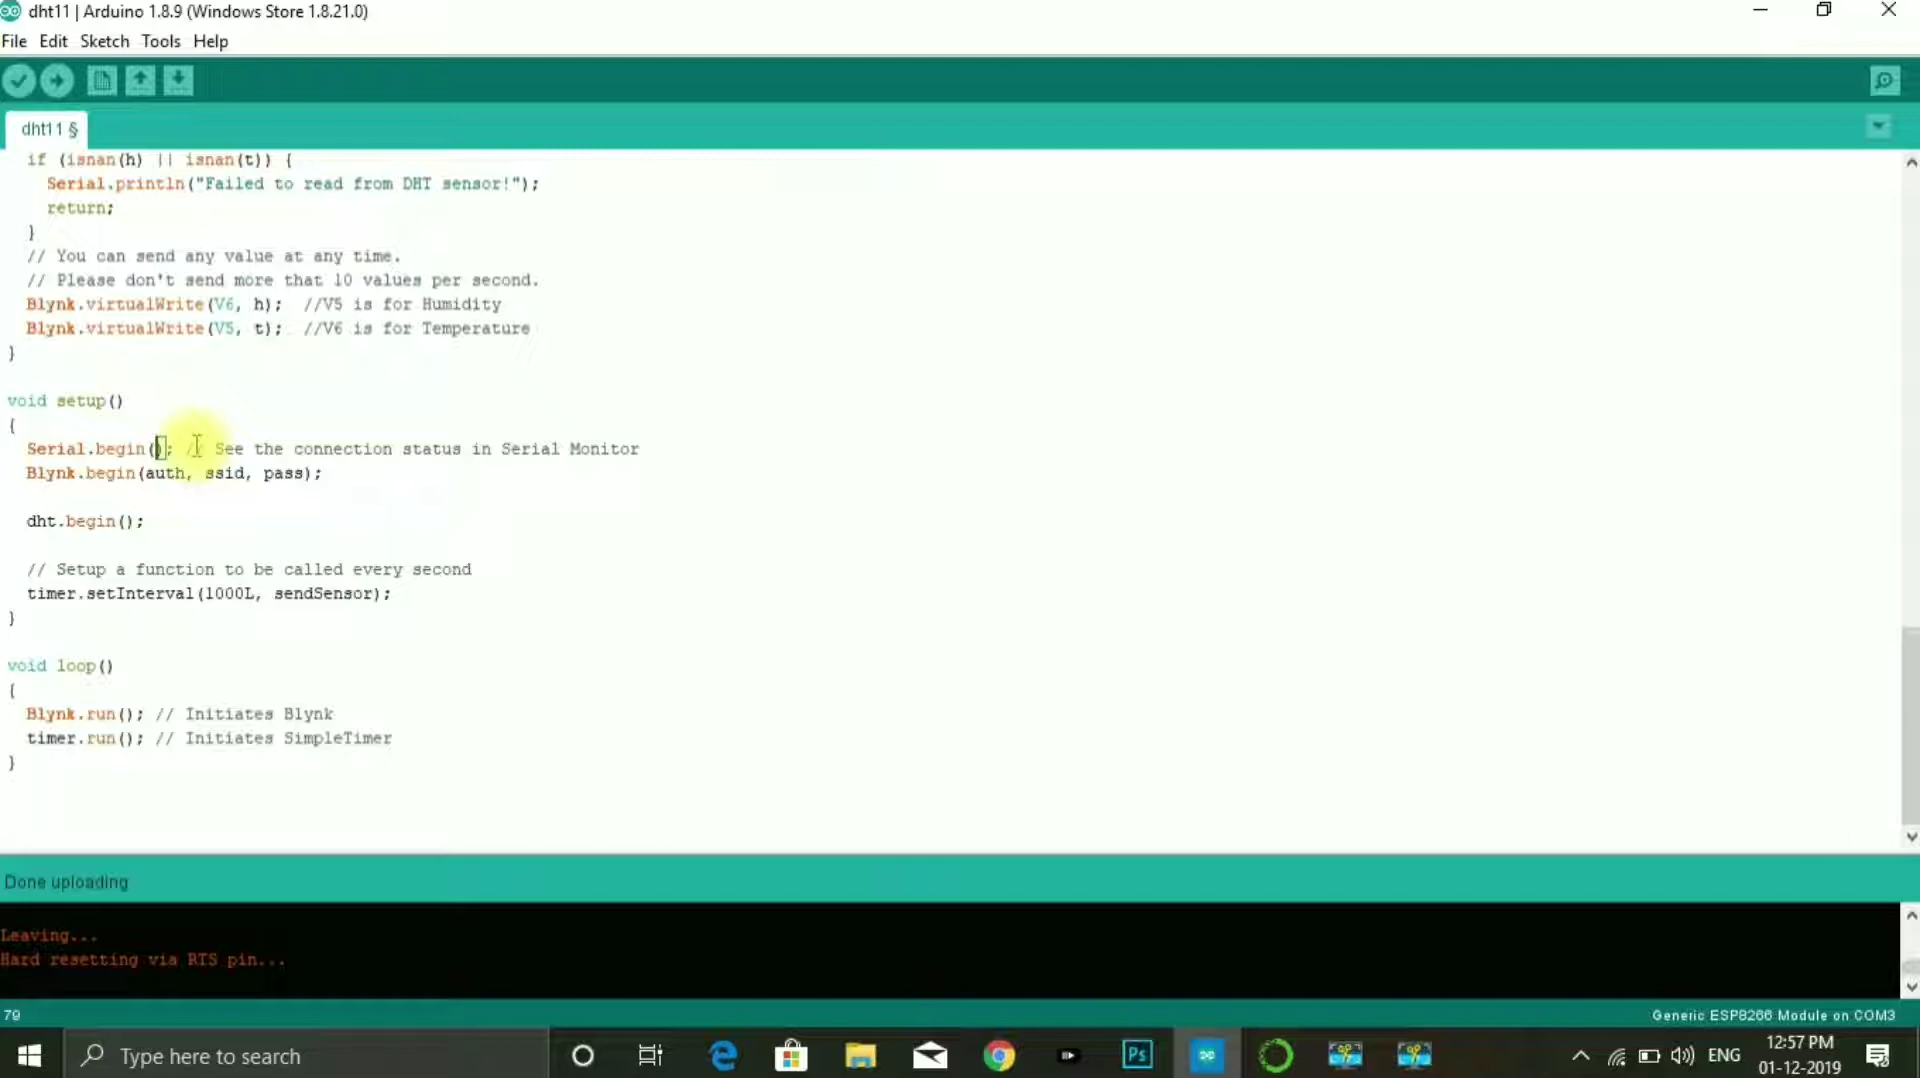 dht11 | Arduino 1.8.9 (Windows Store 1.8.21.0)
File Edit Sketch Tools Help
dht11 §
if (isnan(h) || isnan(t)) {
Serial.println("Failed to read from DHT sensor!");
return;
}
// You can send any value at any time.
// Please don't send more that 10 values per second.
Blynk.virtualWrite(V6, h); //V5 is for Humidity
Blynk.virtualWrite(V5, t); //V6 is for Temperature
}
void setup()
{
Serial.begin(); // See the connection status in Serial Monitor
Blynk.begin(auth, ssid, pass);
dht.begin();
// Setup a function to be called every second
timer.setInterval(1000L, sendSensor);
}
void loop()
{
Blynk.run(); // Initiates Blynk
timer.run(); // Initiates SimpleTimer
}
Done uploading
Leaving...
Hard resetting via RTS pin...
79
Generic ESP8266 Module on COM3
Type here to search
Ps
ENG
12:57 PM
01-12-2019